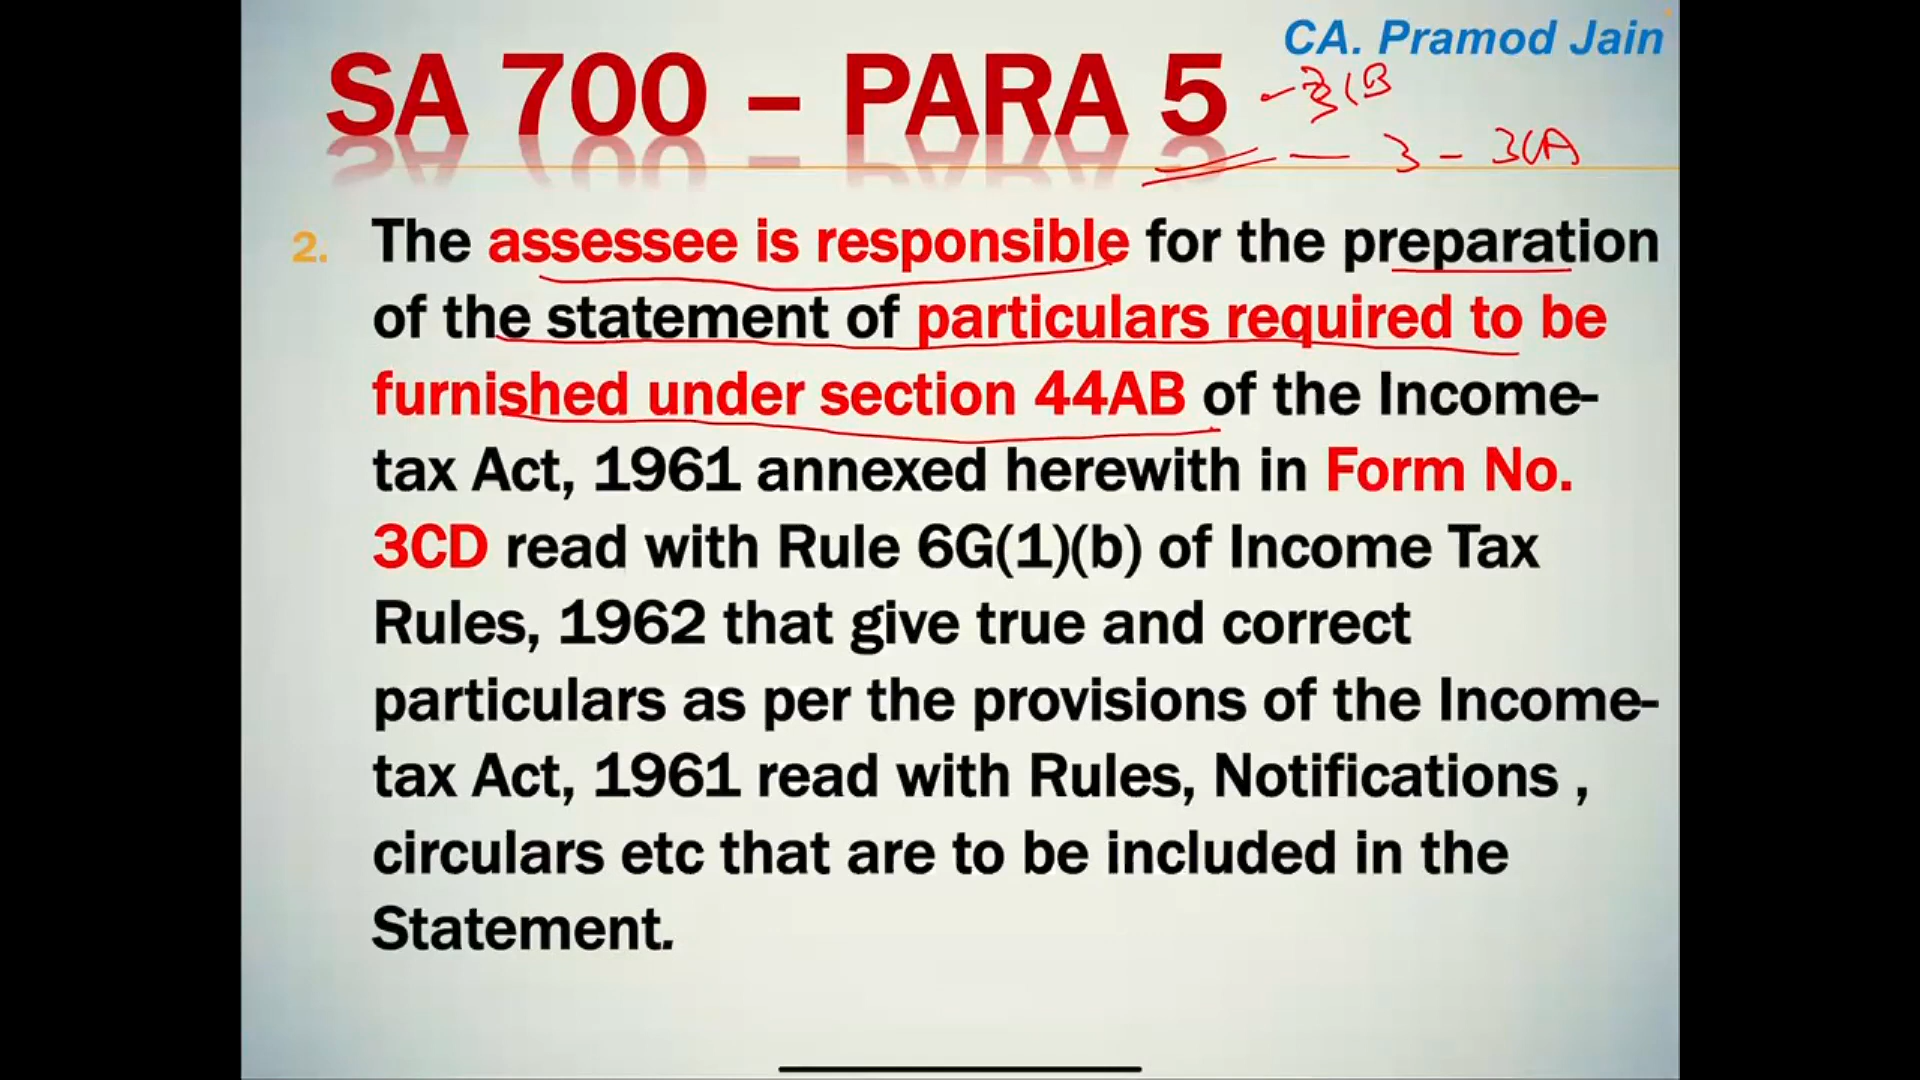 CA. Pramod Jain
SA 700 – PARA 5
3 - 3CA
2. The assessee is responsible for the preparation
of the statement of particulars required to be
furnished under section 44AB of the Income-
tax Act, 1961 annexed herewith in Form No.
3CD read with Rule 6G(1)(b) of Income Tax
Rules, 1962 that give true and correct
particulars as per the provisions of the Income-
tax Act, 1961 read with Rules, Notifications ,
circulars etc that are to be included in the
Statement.